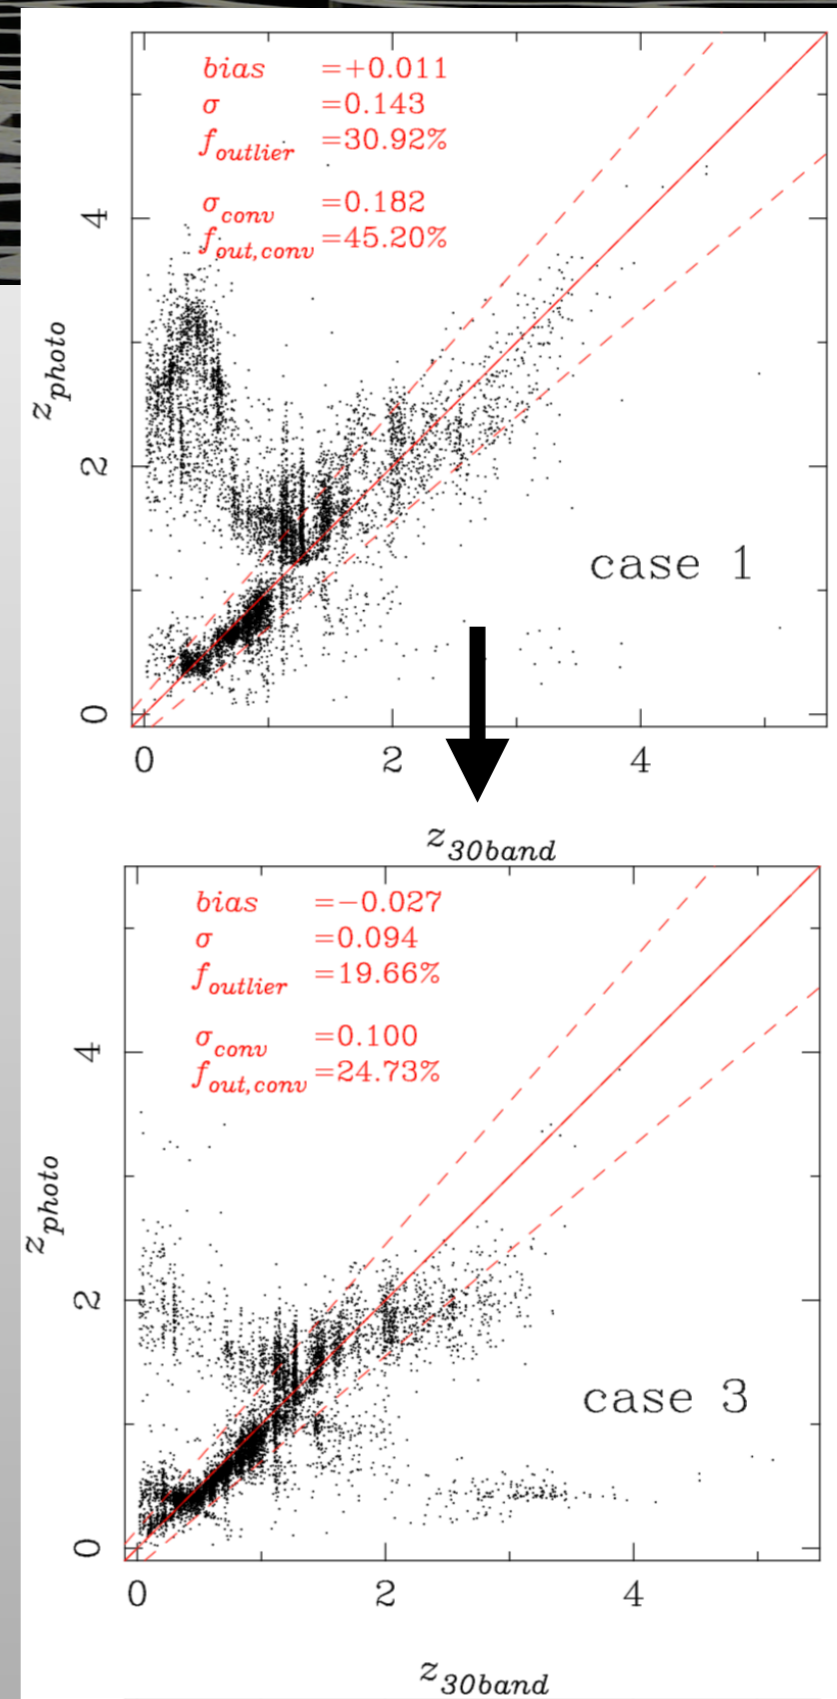 bias =+0.011
σ =0.143
f_outlier =30.92%
σ_conv =0.182
f_out,conv =45.20%
z_photo
4
2
0
case 1
0 2 4
z_30band
bias =−0.027
σ =0.094
f_outlier =19.66%
σ_conv =0.100
f_out,conv =24.73%
z_photo
4
2
0
case 3
0 2 4
z_30band